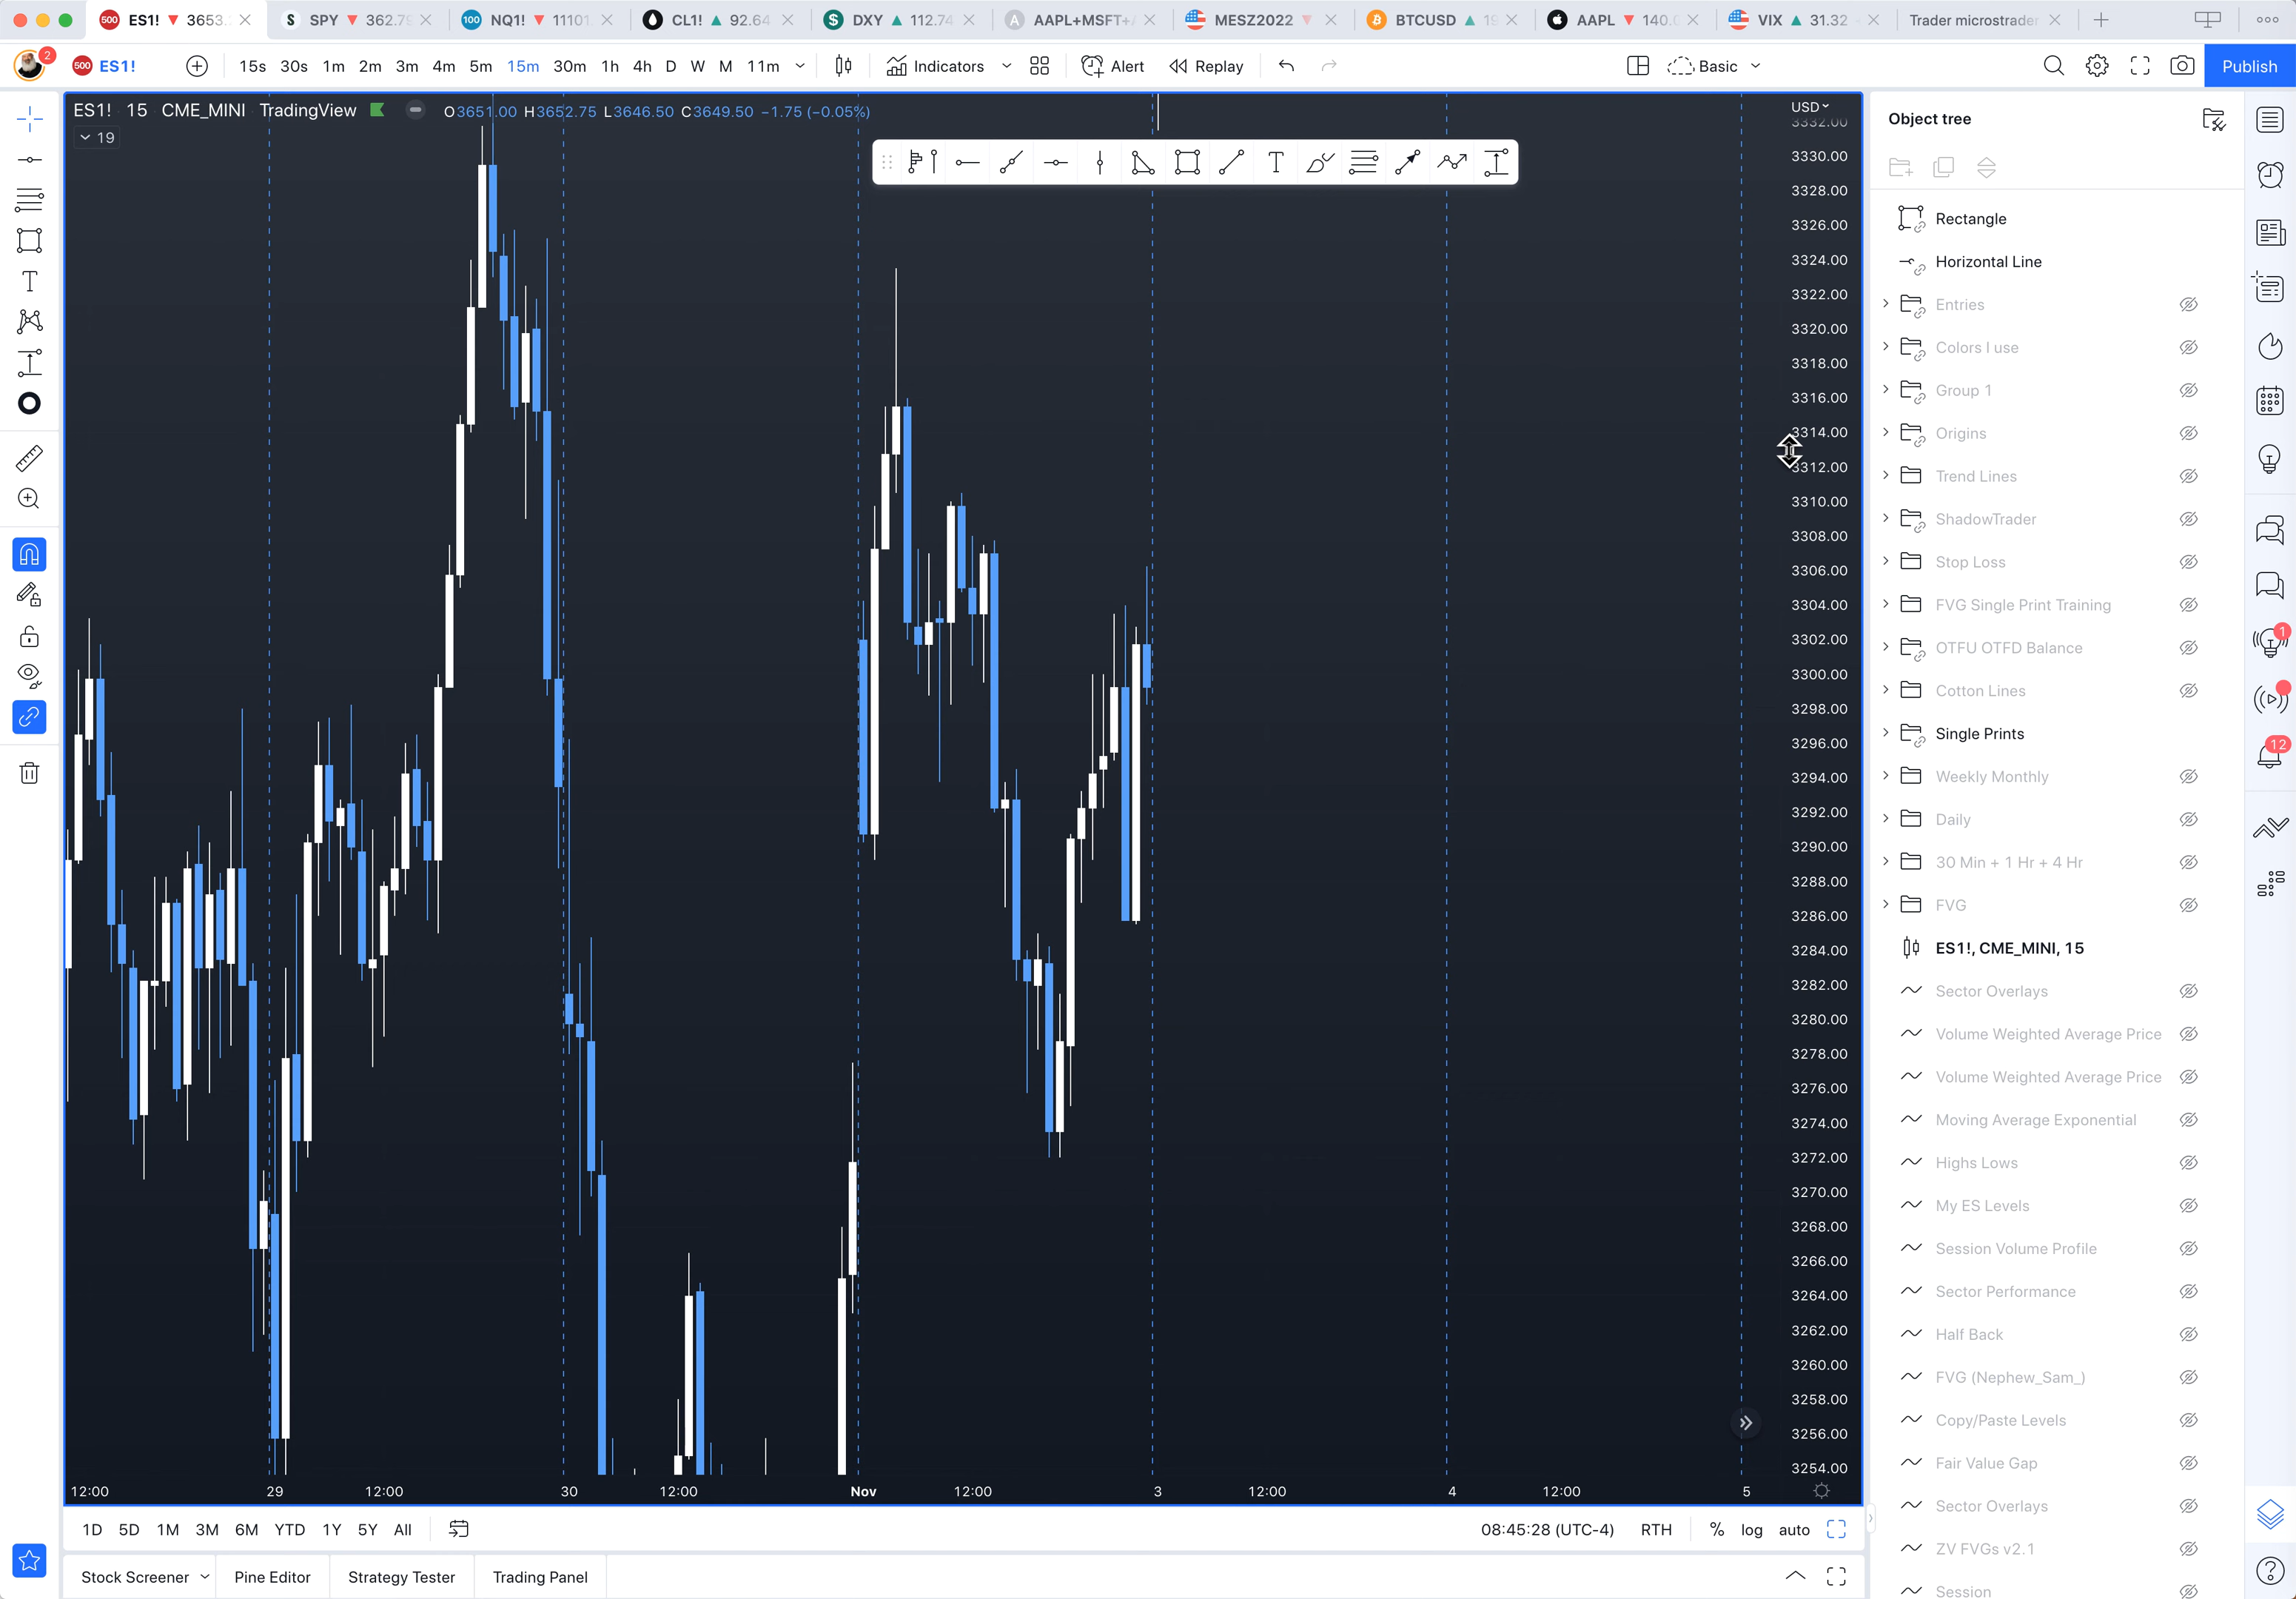 500 ES1! ▼ 3653.
S SPY ▼ 362.79
100 NQ1! ▼ 11101
CL1! ▲ 92.64
$ DXY ▲ 112.74
A AAPL+MSFT+
MESZ2022 ▼
BTCUSD ▲ 19
AAPL ▼ 140.
VIX ▲ 31.32
Trader microstrader
2 500 ES1! 15s 30s 1m 2m 3m 4m 5m 15m 30m 1h 4h D W M 11m Indicators Alert Replay Basic Publish
ES1! 15 CME_MINI TradingView O3651.00 H3652.75 L3646.50 C3649.50 −1.75 (−0.05%)
19
USD
3332.00
3330.00
3328.00
3326.00
3324.00
3322.00
3320.00
3318.00
3316.00
3314.00
3312.00
3310.00
3308.00
3306.00
3304.00
3302.00
3300.00
3298.00
3296.00
3294.00
3292.00
3290.00
3288.00
3286.00
3284.00
3282.00
3280.00
3278.00
3276.00
3274.00
3272.00
3270.00
3268.00
3266.00
3264.00
3262.00
3260.00
3258.00
3256.00
3254.00
12:00 29 12:00 30 12:00 Nov 12:00 3 12:00 4 12:00 5
1D 5D 1M 3M 6M YTD 1Y 5Y All 08:45:28 (UTC-4) RTH % log auto
Stock Screener Pine Editor Strategy Tester Trading Panel
Object tree
Rectangle
Horizontal Line
Entries
Colors I use
Group 1
Origins
Trend Lines
ShadowTrader
Stop Loss
FVG Single Print Training
OTFU OTFD Balance
Cotton Lines
Single Prints
Weekly Monthly
Daily
30 Min + 1 Hr + 4 Hr
FVG
ES1!, CME_MINI, 15
Sector Overlays
Volume Weighted Average Price
Volume Weighted Average Price
Moving Average Exponential
Highs Lows
My ES Levels
Session Volume Profile
Sector Performance
Half Back
FVG (Nephew_Sam_)
Copy/Paste Levels
Fair Value Gap
Sector Overlays
ZV FVGs v2.1
Session
1
12